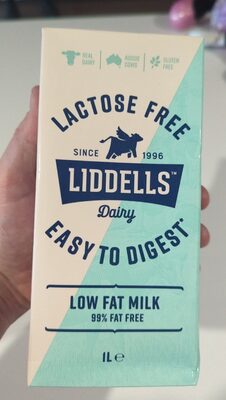 REAL DAIRY
AUSSIE COWS
GLUTEN FREE
LACTOSE FREE
SINCE 1996
LIDDELLS™
Dairy
EASY TO DIGEST*
LOW FAT MILK
99% FAT FREE
1L ℮